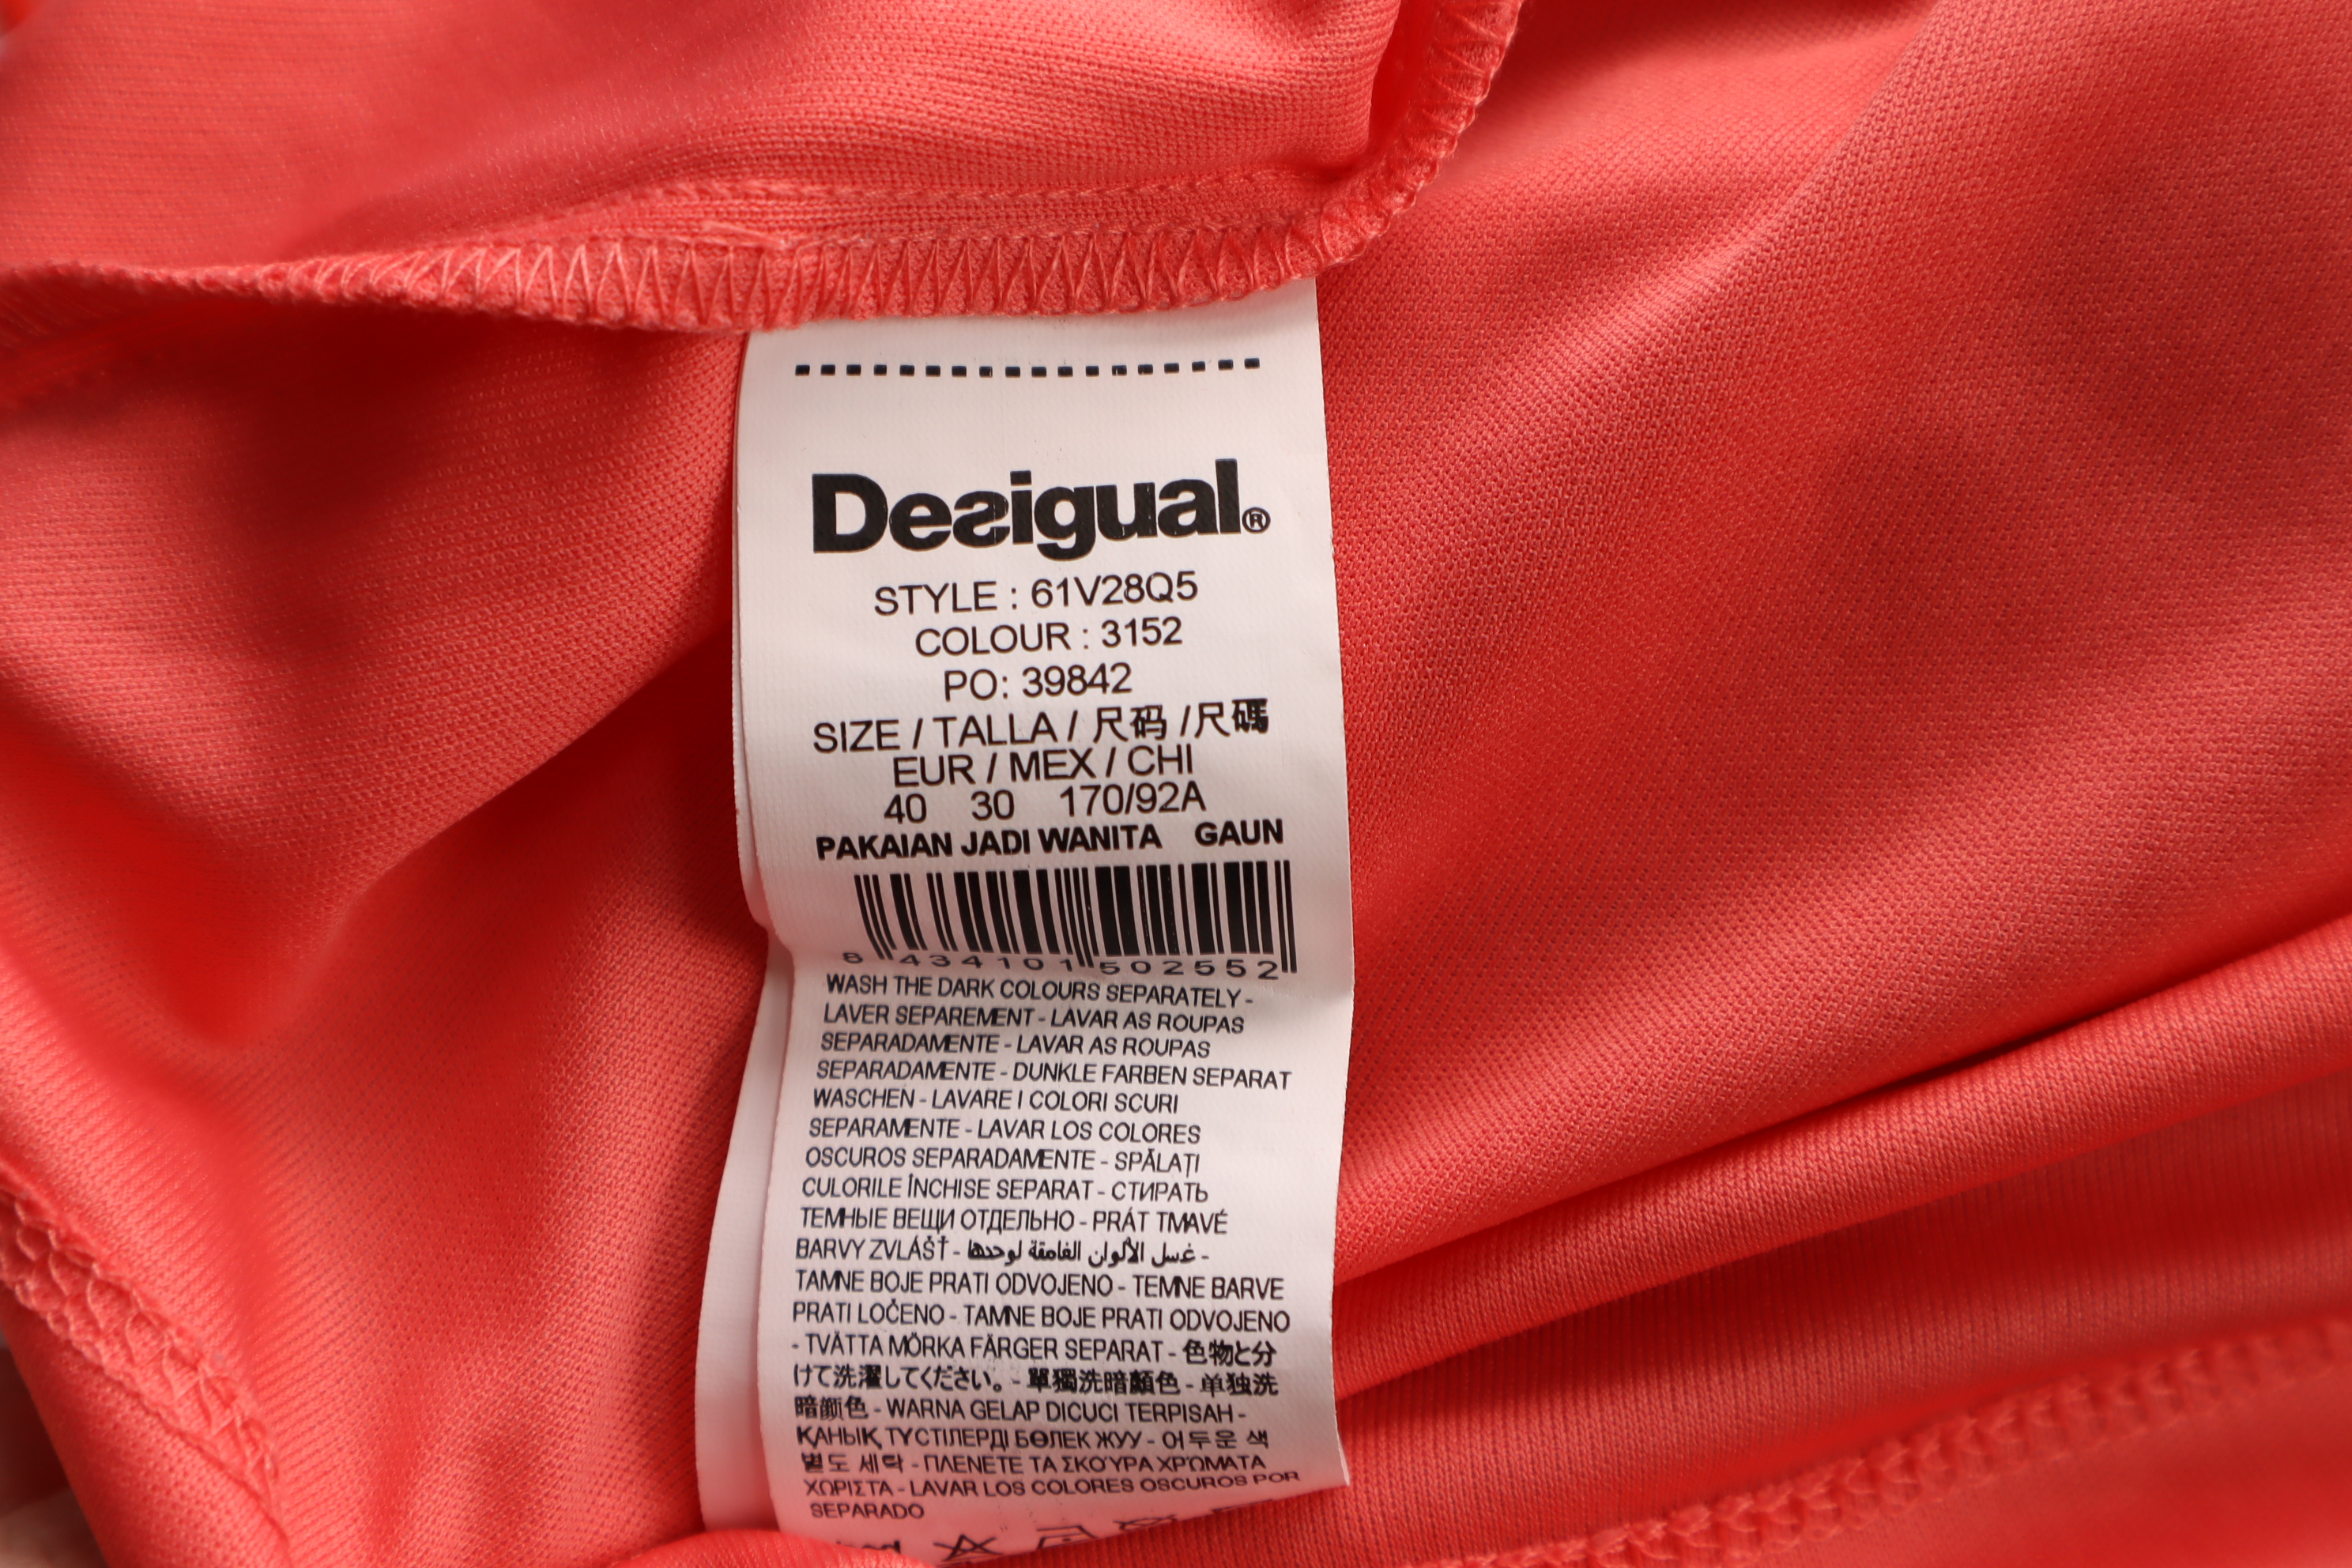 Desigual®
STYLE : 61V28Q5
COLOUR : 3152
PO: 39842
SIZE / TALLA / 尺码 / 尺碼
EUR / MEX / CHI
40 30 170/92A
PAKAIAN JADI WANITA GAUN
8 434101 502552
WASH THE DARK COLOURS SEPARATELY -
LAVER SEPAREMENT - LAVAR AS ROUPAS
SEPARADAMENTE - LAVAR AS ROUPAS
SEPARADAMENTE - DUNKLE FARBEN SEPARAT
WASCHEN - LAVARE I COLORI SCURI
SEPARAMENTE - LAVAR LOS COLORES
OSCUROS SEPARADAMENTE - SPĂLAȚI
CULORILE ÎNCHISE SEPARAT - СТИРАТЬ
ТЕМНЫЕ ВЕЩИ ОТДЕЛЬНО - PRÁT TMAVÉ
BARVY ZVLÁŠŤ - غسل الألوان الغامقة لوحدها -
TAMNE BOJE PRATI ODVOJENO - TEMNE BARVE
PRATI LOČENO - TAMNE BOJE PRATI ODVOJENO
- TVÄTTA MÖRKA FÄRGER SEPARAT - 色物と分
けて洗濯してください。- 單獨洗暗顏色 - 单独洗
暗颜色 - WARNA GELAP DICUCI TERPISAH -
ҚАНЫҚ ТҮСТІЛЕРДІ БӨЛЕК ЖУУ - 어두운 색
별도 세탁 - ΠΛΕΝΕΤΕ ΤΑ ΣΚΟΥΡΑ ΧΡΏΜΑΤΑ
ΧΩΡΙΣΤΑ - LAVAR LOS COLORES OSCUROS POR
SEPARADO